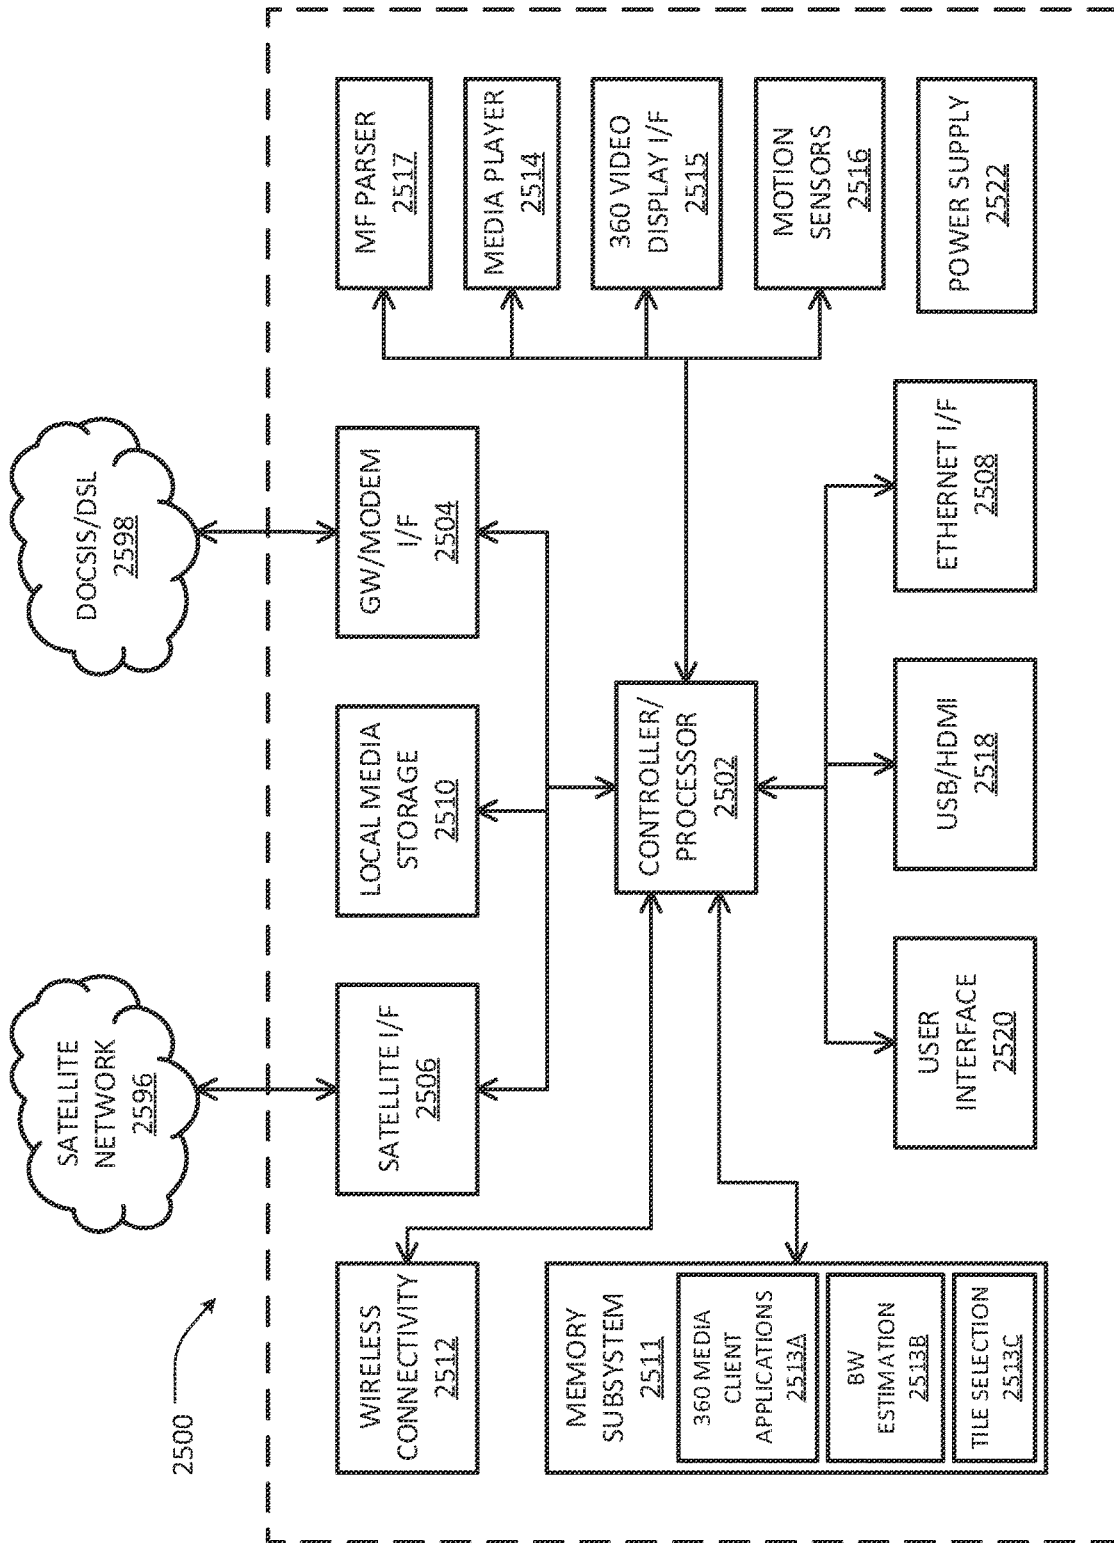 2500
SATELLITE
NETWORK
2596
DOCSIS/DSL
2598
WIRELESS
CONNECTIVITY
2512
SATELLITE I/F
2506
LOCAL MEDIA
STORAGE
2510
GW/MODEM
I/F
2504
MF PARSER
2517
MEDIA PLAYER
2514
360 VIDEO
DISPLAY I/F
2515
MOTION
SENSORS
2516
POWER SUPPLY
2522
CONTROLLER/
PROCESSOR
2502
MEMORY
SUBSYSTEM
2511
360 MEDIA
CLIENT
APPLICATIONS
2513A
BW
ESTIMATION
2513B
TILE SELECTION
2513C
USER
INTERFACE
2520
USB/HDMI
2518
ETHERNET I/F
2508